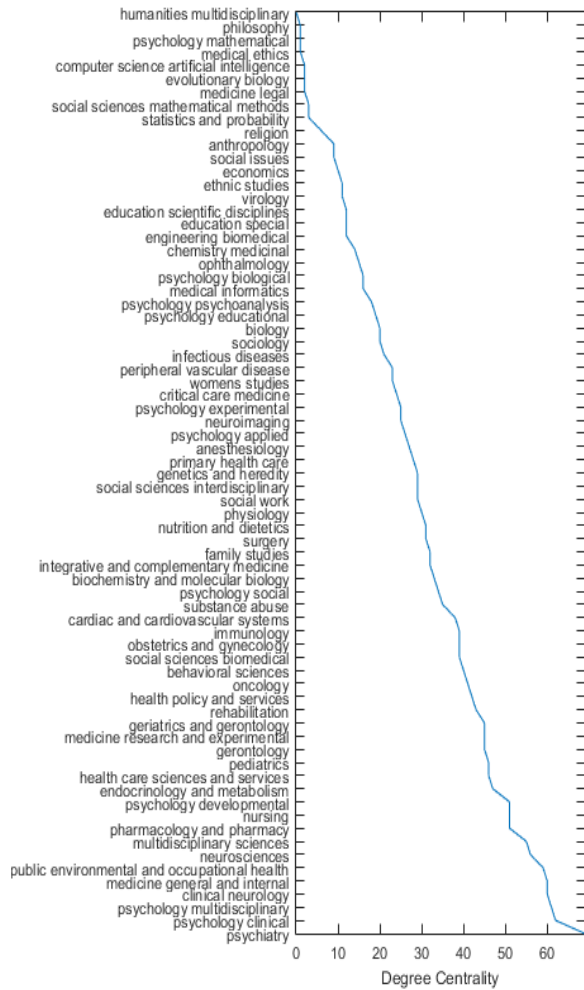 humanities multidisciplinary
philosophy
psychology mathematical
medical ethics
computer science artificial intelligence
evolutionary biology
medicine legal
social sciences mathematical methods
statistics and probability
religion
anthropology
social issues
economics
ethnic studies
virology
education scientific disciplines
education special
engineering biomedical
chemistry medicinal
ophthalmology
psychology biological
medical informatics
psychology psychoanalysis
psychology educational
biology
sociology
infectious diseases
peripheral vascular disease
womens studies
critical care medicine
psychology experimental
neuroimaging
psychology applied
anesthesiology
primary health care
genetics and heredity
social sciences interdisciplinary
social work
physiology
nutrition and dietetics
surgery
family studies
integrative and complementary medicine
biochemistry and molecular biology
psychology social
substance abuse
cardiac and cardiovascular systems
immunology
obstetrics and gynecology
social sciences biomedical
behavioral sciences
oncology
health policy and services
rehabilitation
geriatrics and gerontology
medicine research and experimental
gerontology
pediatrics
health care sciences and services
endocrinology and metabolism
psychology developmental
nursing
pharmacology and pharmacy
multidisciplinary sciences
neurosciences
public environmental and occupational health
medicine general and internal
clinical neurology
psychology multidisciplinary
psychology clinical
psychiatry
0 10 20 30 40 50 60
Degree Centrality